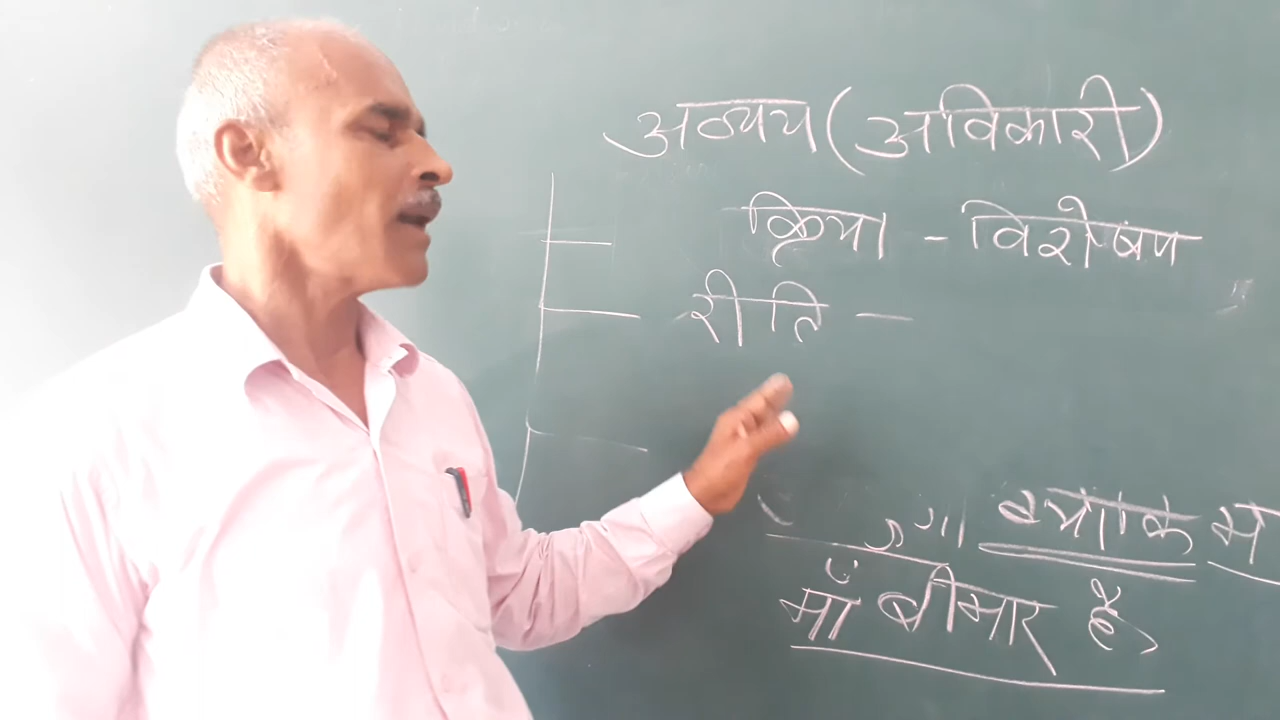 अव्यय (अविकारी)
क्रिया - विशेषण
रीति -
क्योंकि
माँ बीमार है